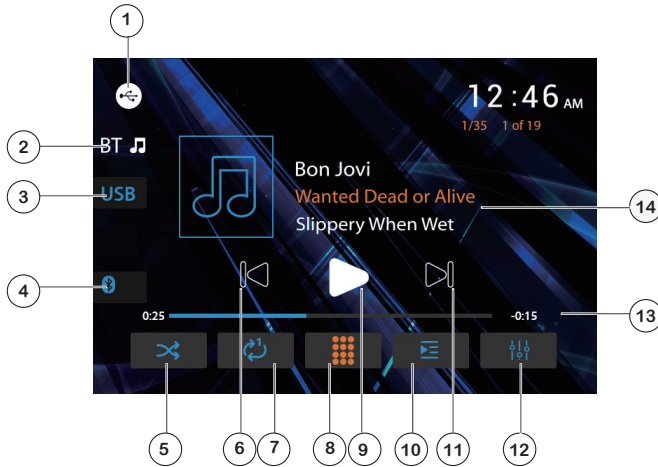 1
12:46 AM
1/35 1 of 19
2
BT
3
USB
Bon Jovi
Wanted Dead or Alive
Slippery When Wet
14
4
0:25
-0:15
13
1
5
6
7
8
9
10
11
12